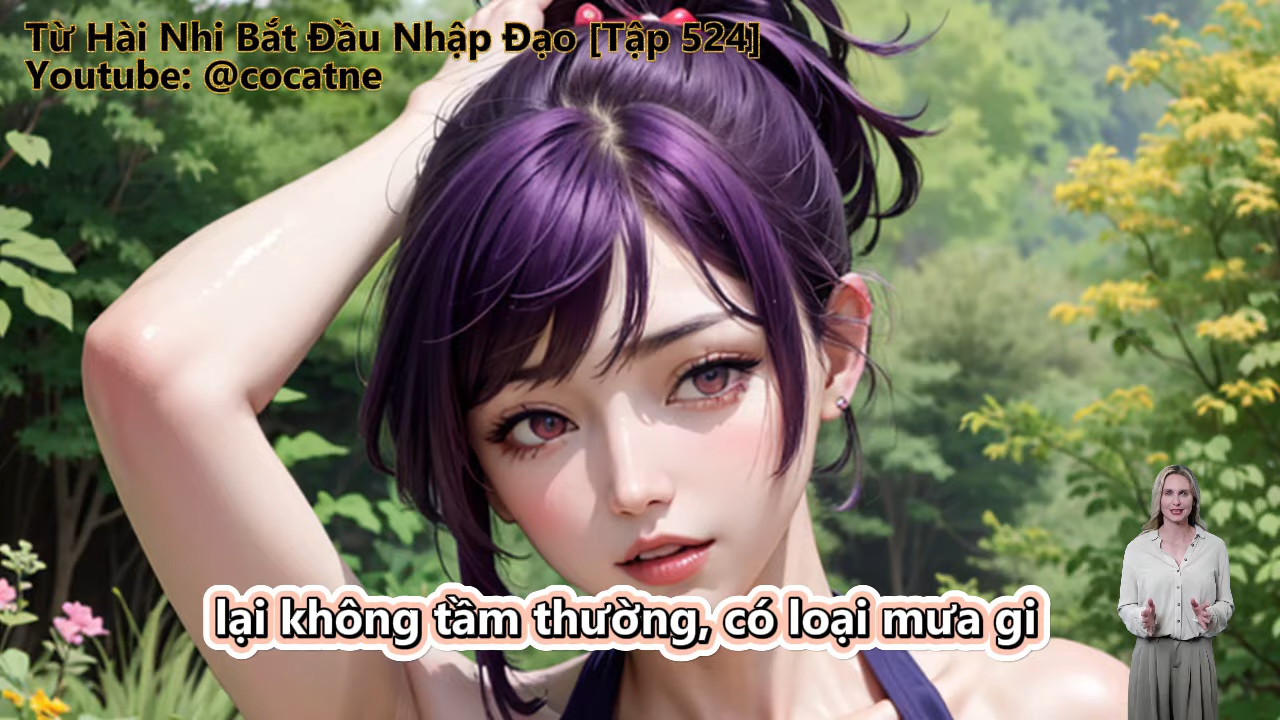 Từ Hài Nhi Bắt Đầu Nhập Đạo [Tập 524]
Youtube: @cocatne
lại không tầm thường, có loại mưa gi